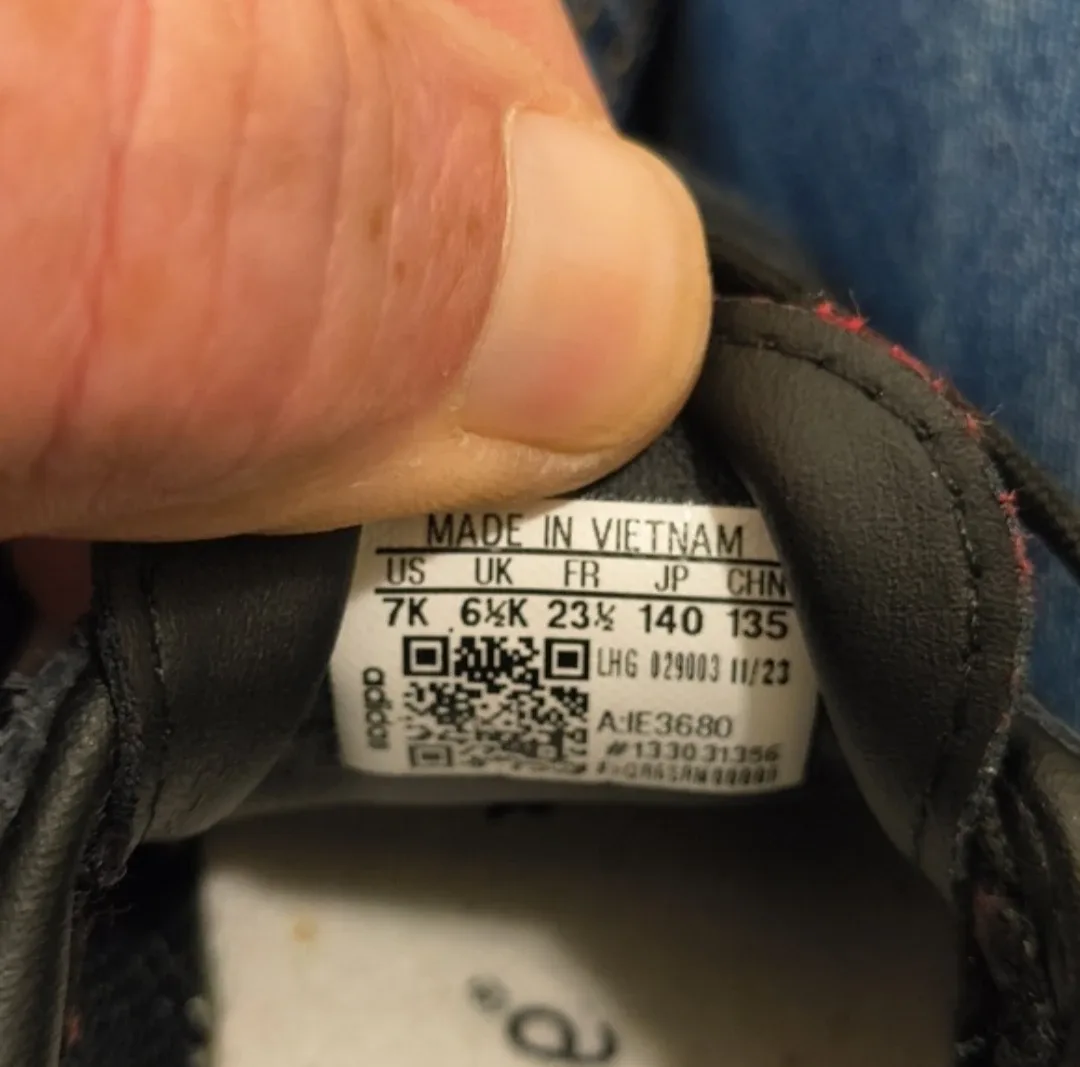 MADE IN VIETNAM
US UK FR JP CHN
7K 6½K 23½ 140 135
LHG 029003 11/23
A:IE3680
#133031356
adidas